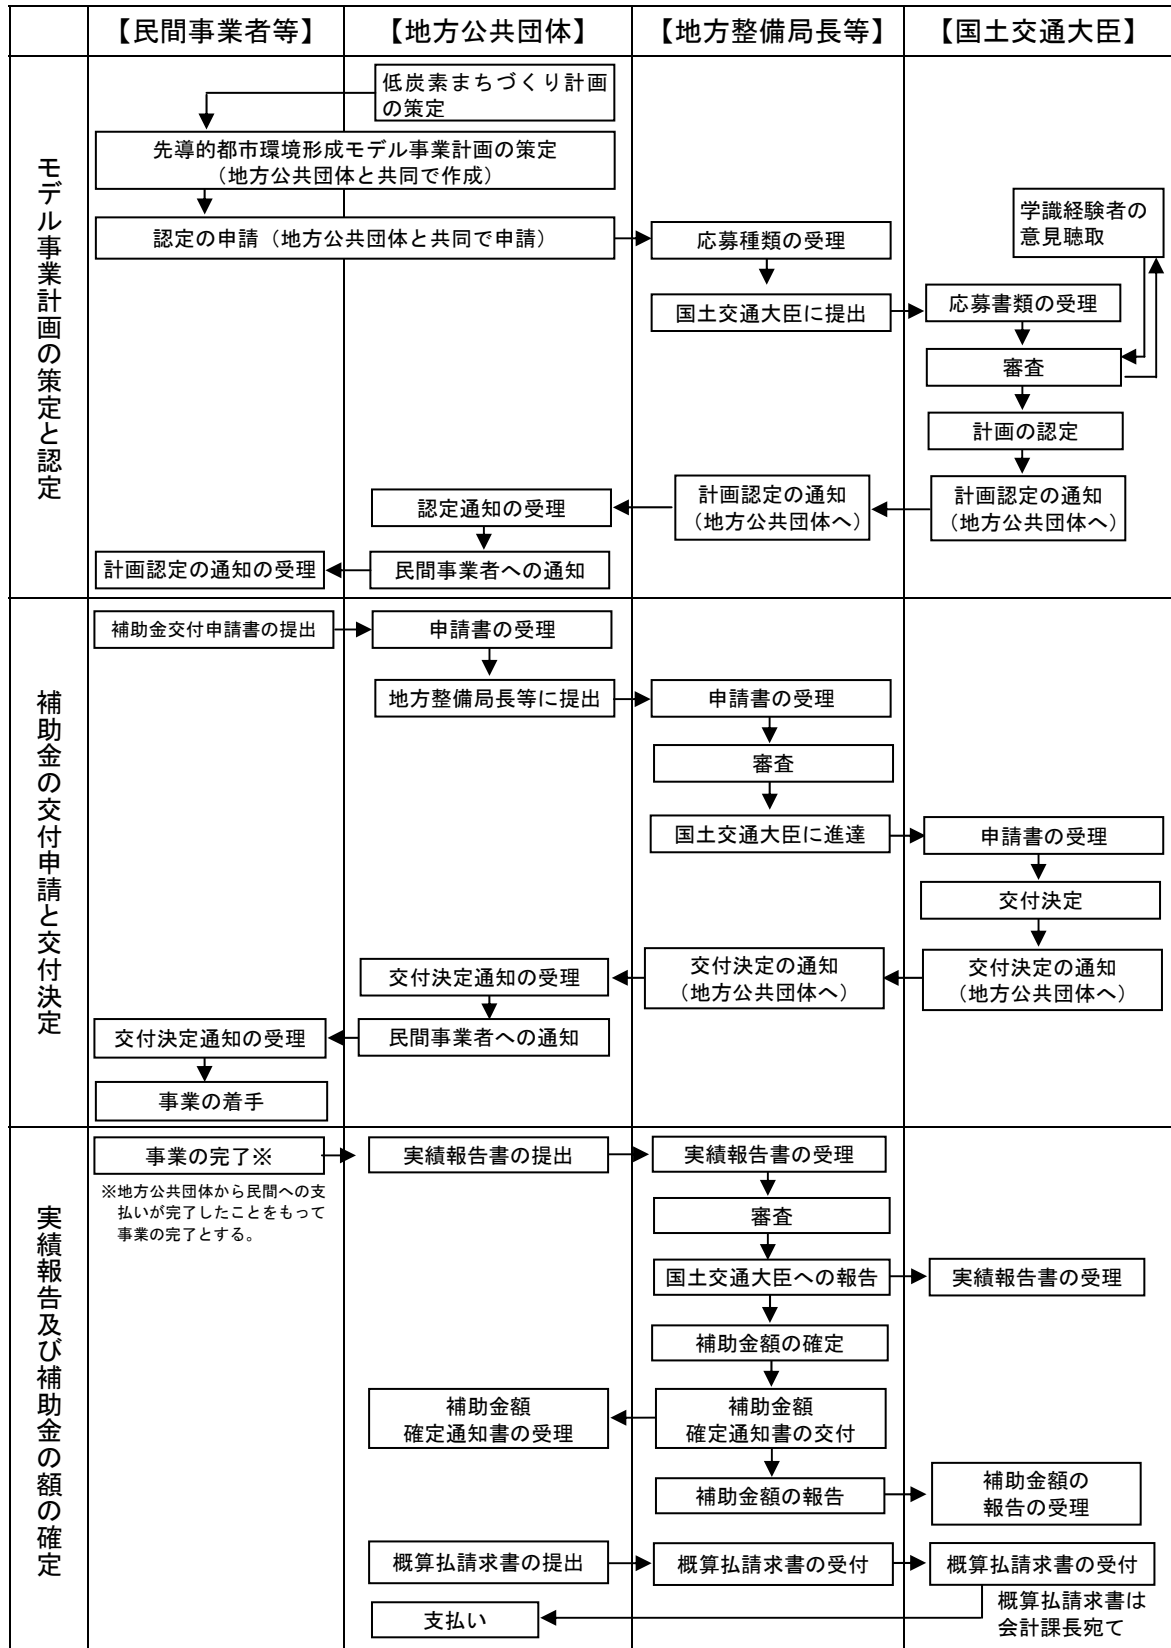 【民間事業者等】
【地方公共団体】
【地方整備局長等】
【国土交通大臣】
モデル事業計画の策定と認定
低炭素まちづくり計画
の策定
先導的都市環境形成モデル事業計画の策定
（地方公共団体と共同で作成）
認定の申請（地方公共団体と共同で申請）
応募種類の受理
学識経験者の
意見聴取
国土交通大臣に提出
応募書類の受理
審査
計画の認定
計画認定の通知
（地方公共団体へ）
計画認定の通知
（地方公共団体へ）
認定通知の受理
民間事業者への通知
計画認定の通知の受理
補助金の交付申請と交付決定
補助金交付申請書の提出
申請書の受理
地方整備局長等に提出
申請書の受理
審査
国土交通大臣に進達
申請書の受理
交付決定
交付決定の通知
（地方公共団体へ）
交付決定の通知
（地方公共団体へ）
交付決定通知の受理
民間事業者への通知
交付決定通知の受理
事業の着手
実績報告及び補助金の額の確定
事業の完了※
※地方公共団体から民間への支
払いが完了したことをもって
事業の完了とする。
実績報告書の提出
実績報告書の受理
審査
国土交通大臣への報告
実績報告書の受理
補助金額の確定
補助金額
確定通知書の交付
補助金額
確定通知書の受理
補助金額の報告
補助金額の
報告の受理
概算払請求書の提出
概算払請求書の受付
概算払請求書の受付
概算払請求書は
会計課長宛て
支払い